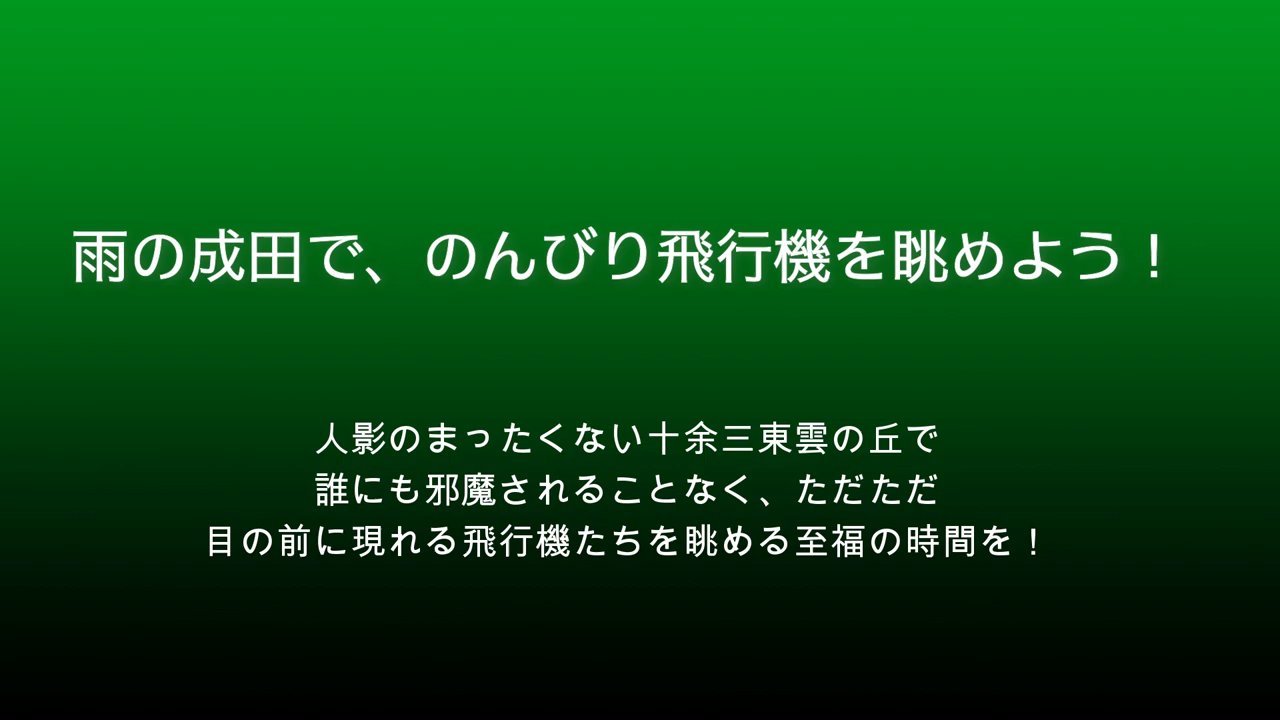 雨の成田で、のんびり飛行機を眺めよう！
人影のまったくない十余三東雲の丘で
誰にも邪魔されることなく、ただただ
目の前に現れる飛行機たちを眺める至福の時間を！